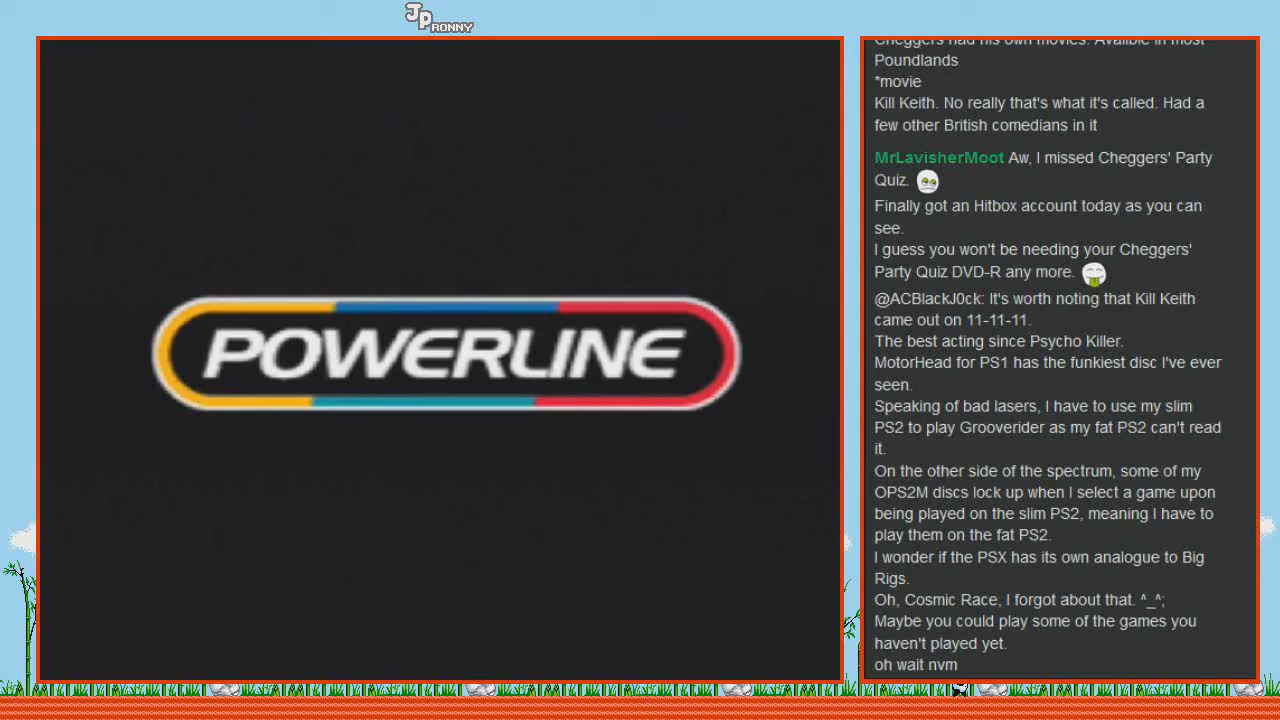 JP
RONNY
POWERLINE
Cheggers had his own movies. Availble in most
Poundlands
*movie
Kill Keith. No really that's what it's called. Had a
few other British comedians in it
MrLavisherMoot Aw, I missed Cheggers' Party
Quiz.
Finally got an Hitbox account today as you can
see.
I guess you won't be needing your Cheggers'
Party Quiz DVD-R any more.
@ACBlackJ0ck: It's worth noting that Kill Keith
came out on 11-11-11.
The best acting since Psycho Killer.
MotorHead for PS1 has the funkiest disc I've ever
seen.
Speaking of bad lasers, I have to use my slim
PS2 to play Grooverider as my fat PS2 can't read
it.
On the other side of the spectrum, some of my
OPS2M discs lock up when I select a game upon
being played on the slim PS2, meaning I have to
play them on the fat PS2.
I wonder if the PSX has its own analogue to Big
Rigs.
Oh, Cosmic Race, I forgot about that. ^_^;
Maybe you could play some of the games you
haven't played yet.
oh wait nvm